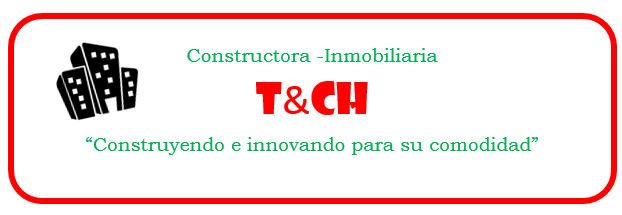 Constructora -Inmobiliaria
T&CH
“Construyendo e innovando para su comodidad”